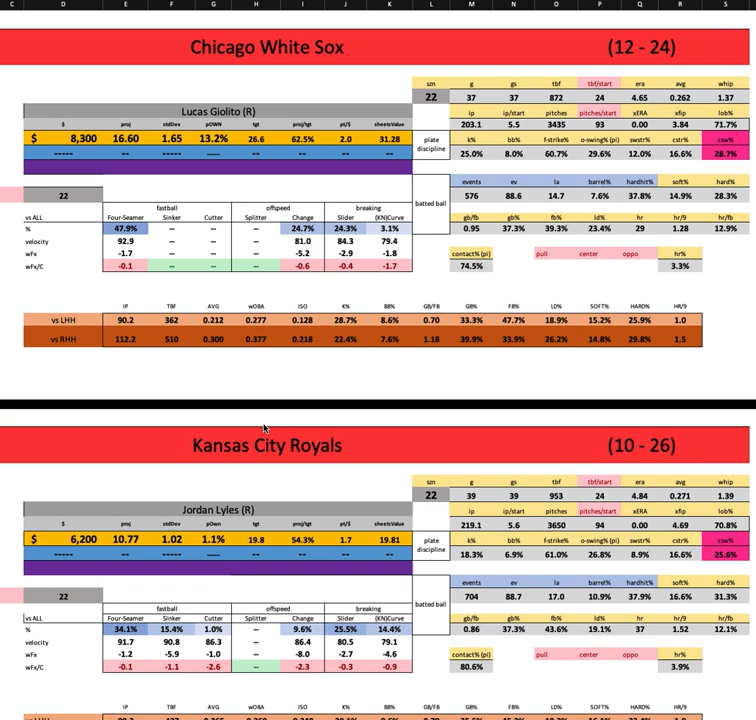 C D E F G H I J K L M N O P Q R S
Chicago White Sox (12 - 24)
szn g gs tbf tbf/start era avg whip
22 37 37 872 24 4.65 0.262 1.37
Lucas Giolito (R) ip ip/start pitches pitches/start xERA xfip lob%
$ proj stdDev pOWN tgt proj/tgt pt/$ sheetsValue 203.1 5.5 3435 93 0.00 3.84 71.7%
$ 8,300 16.60 1.65 13.2% 26.6 62.5% 2.0 31.28 plate discipline k% bb% f-strike% o-swing% (pi) swstr% cstr% csw%
----- -- -- ---- -- -- -- -- 25.0% 8.0% 60.7% 29.6% 12.0% 16.6% 28.7%
batted ball events ev la barrel% hardhit% soft% hard%
22 576 88.6 14.7 7.6% 37.8% 14.9% 28.3%
fastball offspeed breaking
vs ALL Four-Seamer Sinker Cutter Splitter Change Slider (KN)Curve gb/fb gb% fb% ld% hr hr/9 hr/fb
% 47.9% -- -- -- 24.7% 24.3% 3.1% 0.95 37.3% 39.3% 23.4% 29 1.28 12.9%
velocity 92.9 -- -- -- 81.0 84.3 79.4
wFx -1.7 -- -- -- -5.2 -2.9 -1.8 contact% (pi) pull center oppo hr%
wFx/C -0.1 -- -- -- -0.6 -0.4 -1.7 74.5% 3.3%
IP TBF AVG wOBA ISO K% BB% GB/FB GB% FB% LD% SOFT% HARD% HR/9
vs LHH 90.2 362 0.212 0.277 0.128 28.7% 8.6% 0.70 33.3% 47.7% 18.9% 15.2% 25.9% 1.0
vs RHH 112.2 510 0.300 0.377 0.218 22.4% 7.6% 1.18 39.9% 33.9% 26.2% 14.8% 29.8% 1.5
Kansas City Royals (10 - 26)
szn g gs tbf tbf/start era avg whip
22 39 39 953 24 4.84 0.271 1.39
Jordan Lyles (R) ip ip/start pitches pitches/start xERA xfip lob%
$ proj stdDev pOwn tgt proj/tgt pt/$ sheetsValue 219.1 5.6 3650 94 0.00 4.69 70.8%
$ 6,200 10.77 1.02 1.1% 19.8 54.3% 1.7 19.81 plate discipline k% bb% f-strike% o-swing% (pi) swstr% cstr% csw%
----- -- -- ---- -- -- -- -- 18.3% 6.9% 61.0% 26.8% 8.9% 16.6% 25.6%
batted ball events ev la barrel% hardhit% soft% hard%
22 704 88.7 17.0 10.9% 37.9% 16.6% 31.3%
fastball offspeed breaking
vs ALL Four-Seamer Sinker Cutter Splitter Change Slider (KN)Curve gb/fb gb% fb% ld% hr hr/9 hr/fb
% 34.1% 15.4% 1.0% -- 9.6% 25.5% 14.4% 0.86 37.3% 43.6% 19.1% 37 1.52 12.1%
velocity 91.7 90.8 86.3 -- 86.4 80.5 79.1
wFx -1.2 -5.9 -1.0 -- -8.0 -2.7 -4.6 contact% (pi) pull center oppo hr%
wFx/C -0.1 -1.1 -2.6 -- -2.3 -0.3 -0.9 80.6% 3.9%
IP TBF AVG wOBA ISO K% BB% GB/FB GB% FB% LD% SOFT% HARD% HR/9